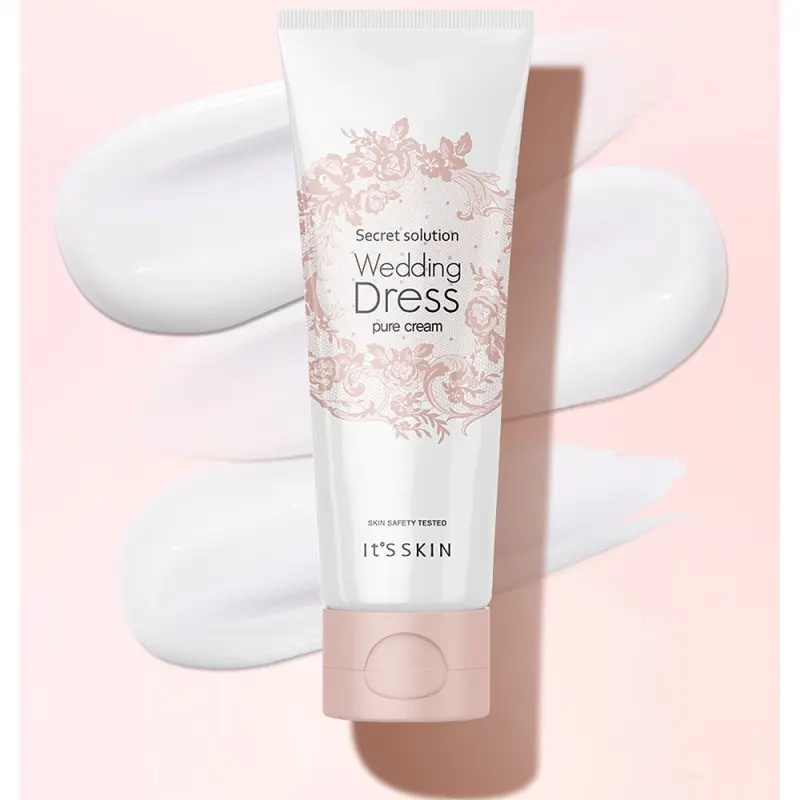 Secret solution
Wedding
Dress
pure cream
SKIN SAFETY TESTED
It'S SKIN